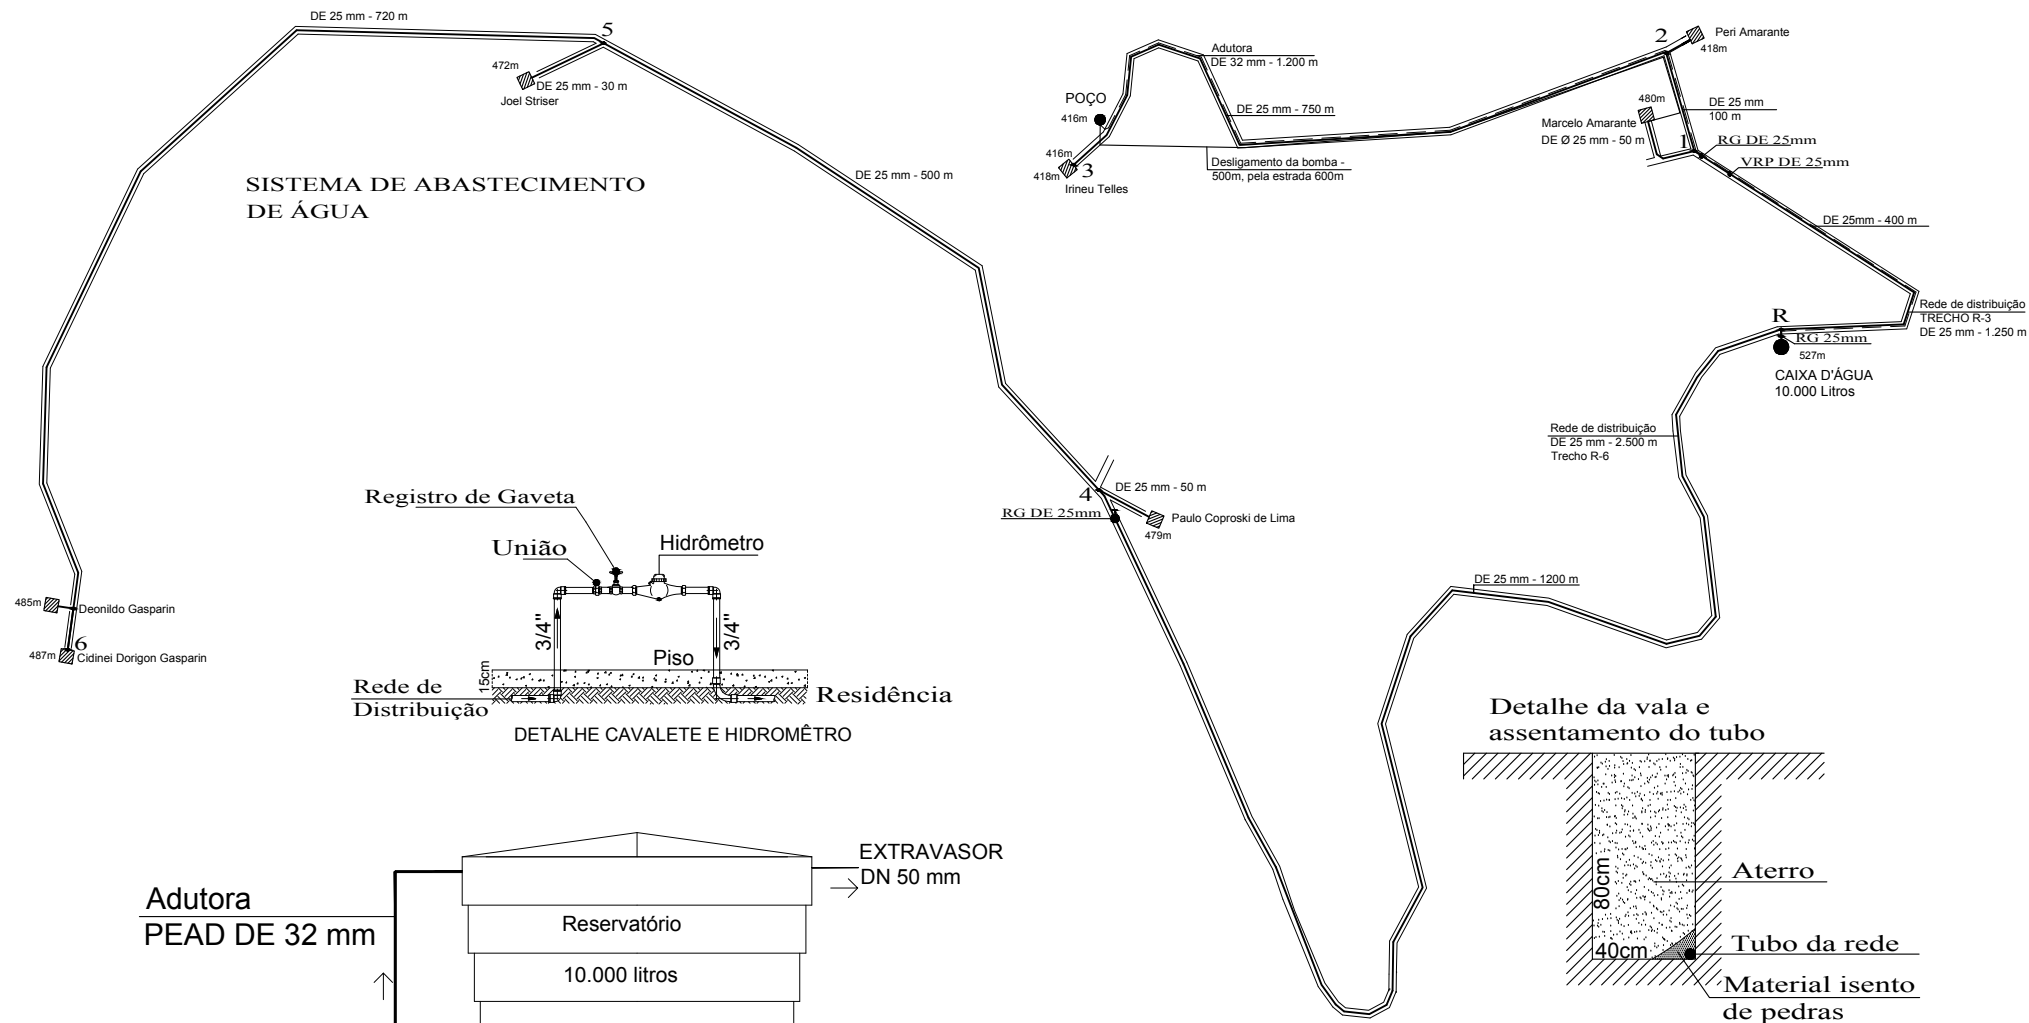 DE 25 mm - 720 m
5
472m
DE 25 mm - 30 m
Joel Striser
SISTEMA DE ABASTECIMENTO
DE ÁGUA
DE 25 mm - 500 m
Adutora
DE 32 mm - 1.200 m
POÇO
416m
DE 25 mm - 750 m
416m
418m
3
Irineu Telles
Desligamento da bomba -
500m, pela estrada 600m
2
Peri Amarante
418m
480m
Marcelo Amarante
DE Ø 25 mm - 50 m
DE 25 mm
100 m
1
RG DE 25mm
VRP DE 25mm
DE 25mm - 400 m
Rede de distribuição
TRECHO R-3
DE 25 mm - 1.250 m
R
RG 25mm
527m
CAIXA D'ÁGUA
10.000 Litros
Rede de distribuição
DE 25 mm - 2.500 m
Trecho R-6
4
DE 25 mm - 50 m
RG DE 25mm
Paulo Coproski de Lima
479m
DE 25 mm - 1200 m
485m
Deonildo Gasparin
6
487m
Cidinei Dorigon Gasparin
Registro de Gaveta
União
Hidrômetro
3/4"
3/4"
Piso
15cm
Rede de
Distribuição
Residência
DETALHE CAVALETE E HIDROMÊTRO
Adutora
PEAD DE 32 mm
EXTRAVASOR
DN 50 mm
Reservatório
10.000 litros
Detalhe da vala e
assentamento do tubo
80cm
40cm
Aterro
Tubo da rede
Material isento
de pedras